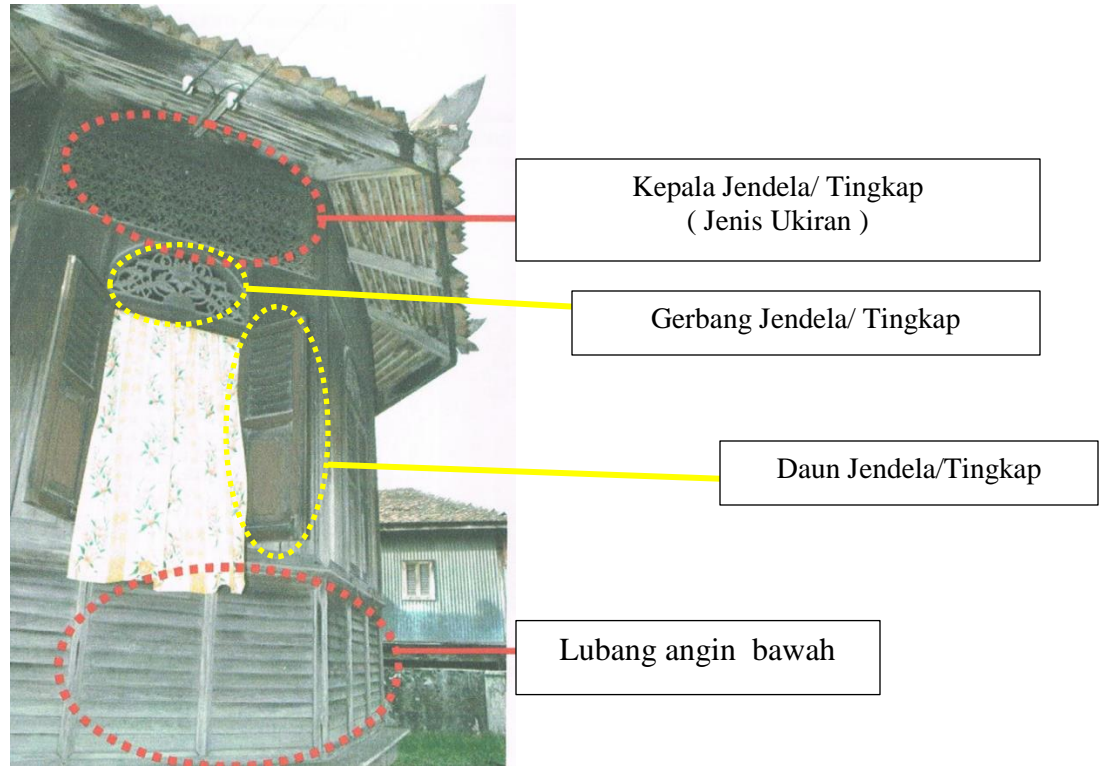 Kepala Jendela/ Tingkap
( Jenis Ukiran )
Gerbang Jendela/ Tingkap
Daun Jendela/Tingkap
Lubang angin  bawah